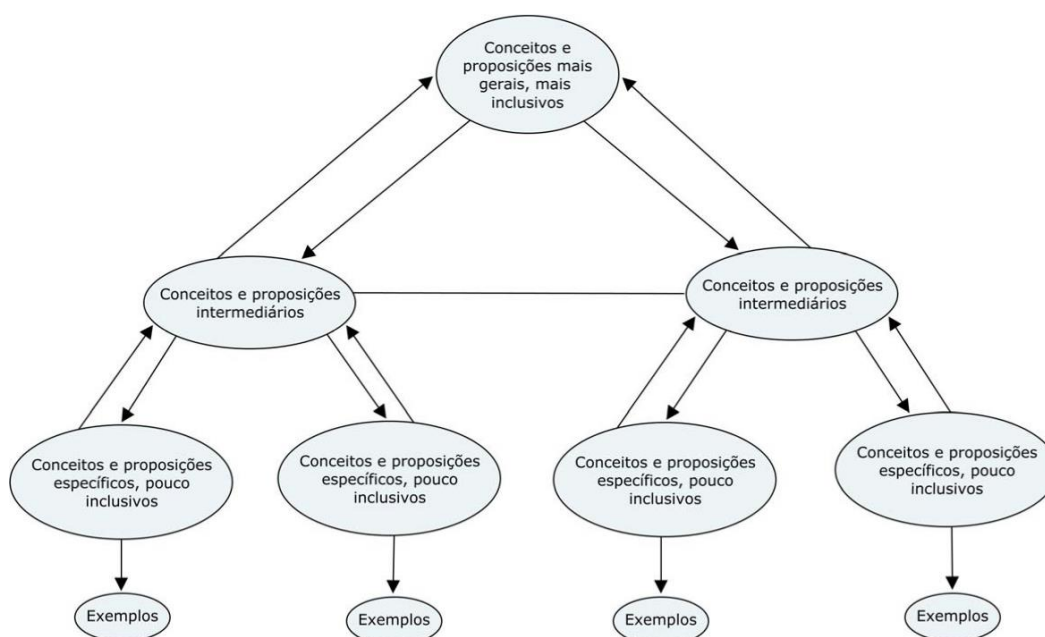 Conceitos e
proposições mais
gerais, mais
inclusivos
Conceitos e proposições
intermediários
Conceitos e proposições
intermediários
Conceitos e proposições
específicos, pouco
inclusivos
Conceitos e proposições
específicos, pouco
inclusivos
Conceitos e proposições
específicos, pouco
inclusivos
Conceitos e proposições
específicos, pouco
inclusivos
Exemplos
Exemplos
Exemplos
Exemplos